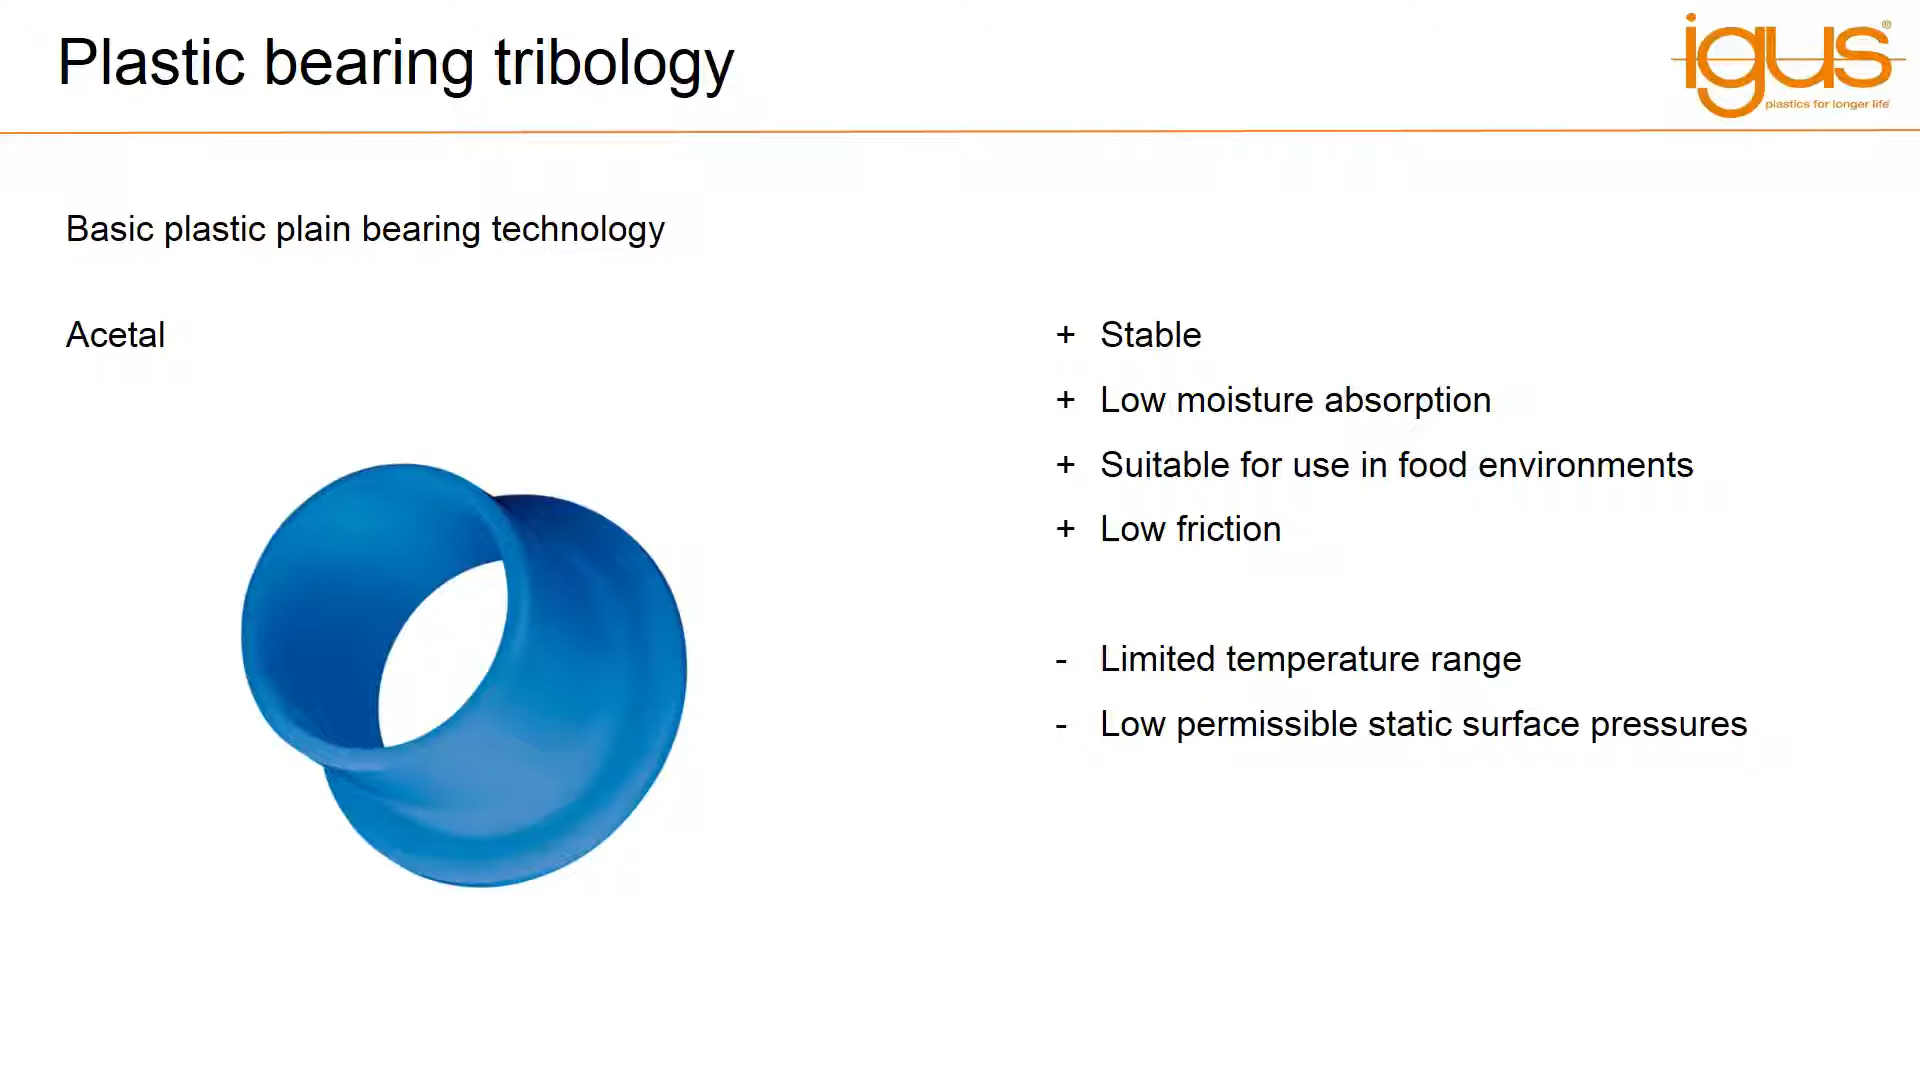 Plastic bearing tribology
igus®
plastics for longer life
Basic plastic plain bearing technology
Acetal
+ Stable
+ Low moisture absorption
+ Suitable for use in food environments
+ Low friction
- Limited temperature range
- Low permissible static surface pressures